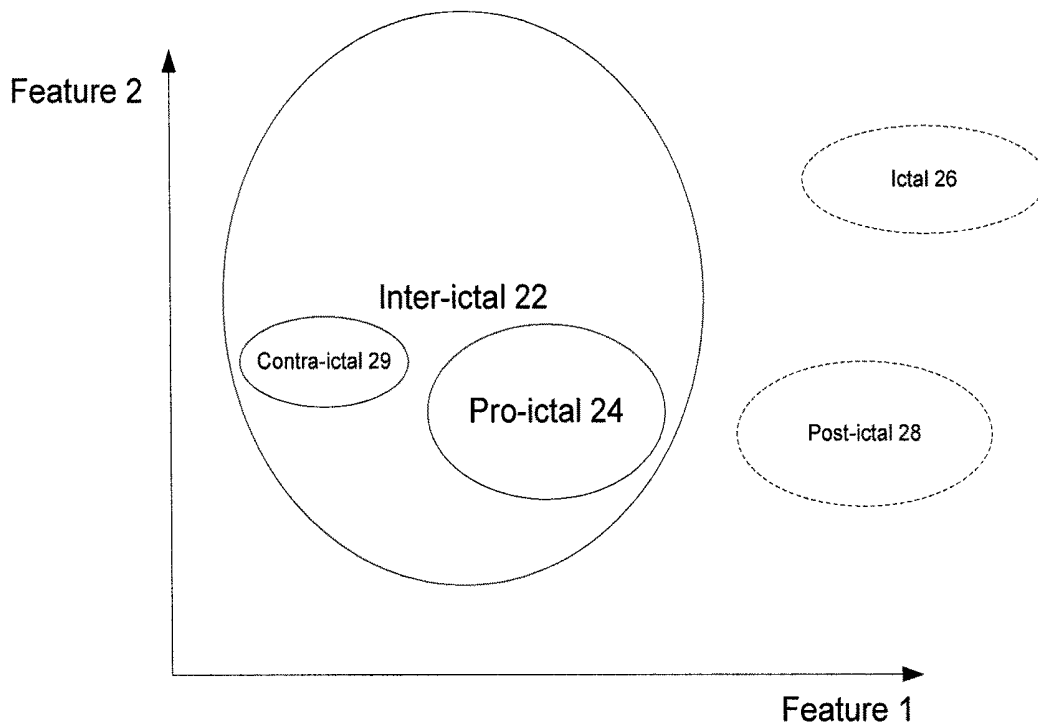 Feature 2
Ictal 26
Inter-ictal 22
Contra-ictal 29
Pro-ictal 24
Post-ictal 28
Feature 1